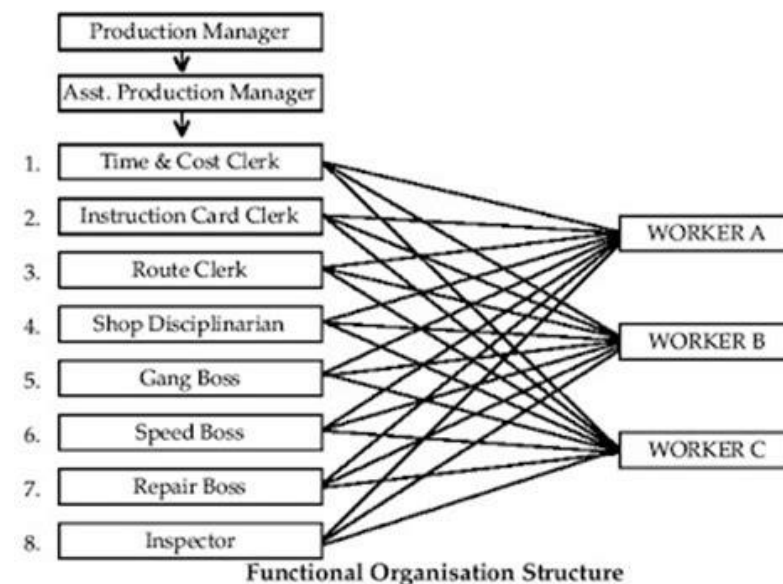 Production Manager
Asst. Production Manager
1. Time & Cost Clerk
2. Instruction Card Clerk
3. Route Clerk
4. Shop Disciplinarian
5. Gang Boss
6. Speed Boss
7. Repair Boss
8. Inspector
WORKER A
WORKER B
WORKER C
Functional Organisation Structure